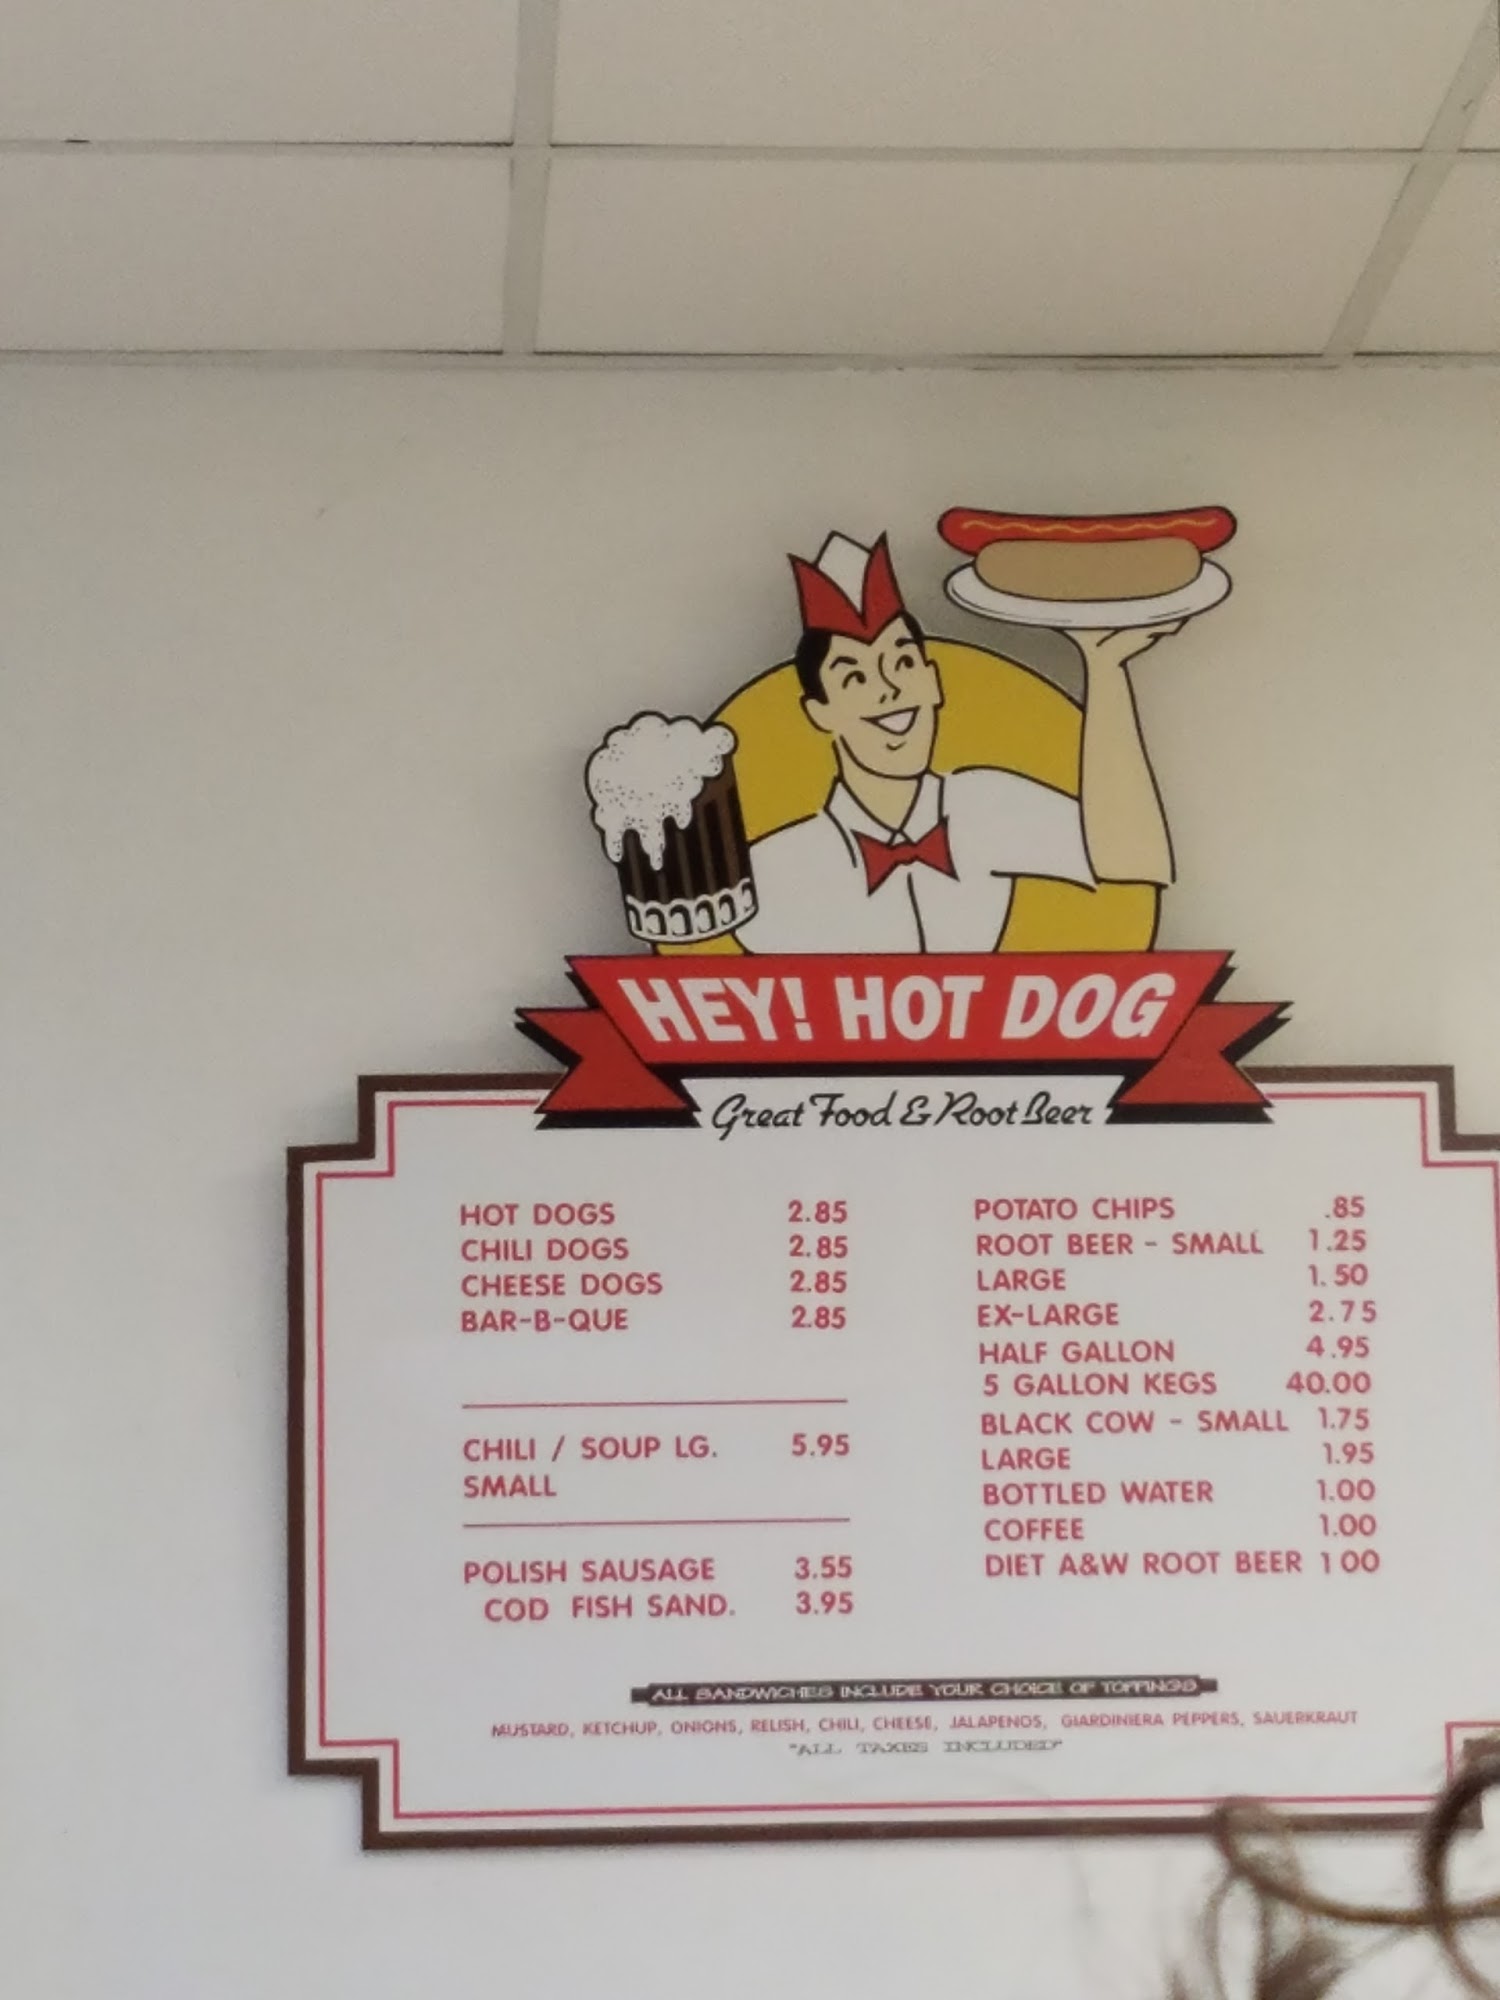 HEY! HOT DOG
Great Food & Root Beer
HOT DOGS 2.85
CHILI DOGS 2.85
CHEESE DOGS 2.85
BAR-B-QUE 2.85
CHILI / SOUP LG. 5.95
SMALL
POLISH SAUSAGE 3.55
COD FISH SAND. 3.95
POTATO CHIPS .85
ROOT BEER - SMALL 1.25
LARGE 1.50
EX-LARGE 2.75
HALF GALLON 4.95
5 GALLON KEGS 40.00
BLACK COW - SMALL 1.75
LARGE 1.95
BOTTLED WATER 1.00
COFFEE 1.00
DIET A&W ROOT BEER 1 00
ALL SANDWICHES INCLUDE YOUR CHOICE OF TOPPINGS
MUSTARD, KETCHUP, ONIONS, RELISH, CHILI, CHEESE, JALAPENOS, GIARDINIERA PEPPERS, SAUERKRAUT
"ALL TAXES INCLUDED"